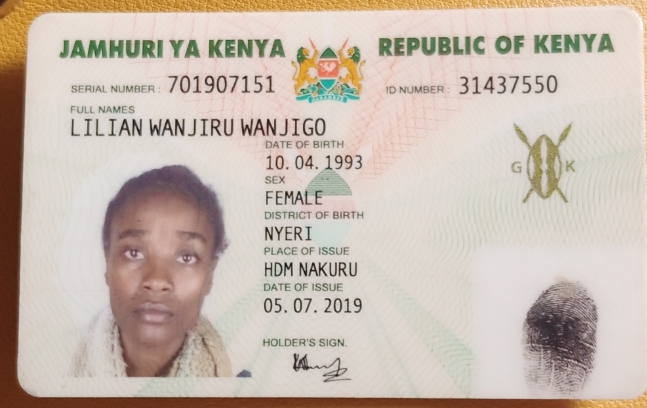 JAMHURI YA KENYA REPUBLIC OF KENYA
SERIAL NUMBER : 701907151 ID NUMBER : 31437550
FULL NAMES
LILIAN WANJIRU WANJIGO
DATE OF BIRTH
10. 04. 1993
SEX
FEMALE
G K
DISTRICT OF BIRTH
NYERI
PLACE OF ISSUE
HDM NAKURU
DATE OF ISSUE
05. 07. 2019
HOLDER'S SIGN.